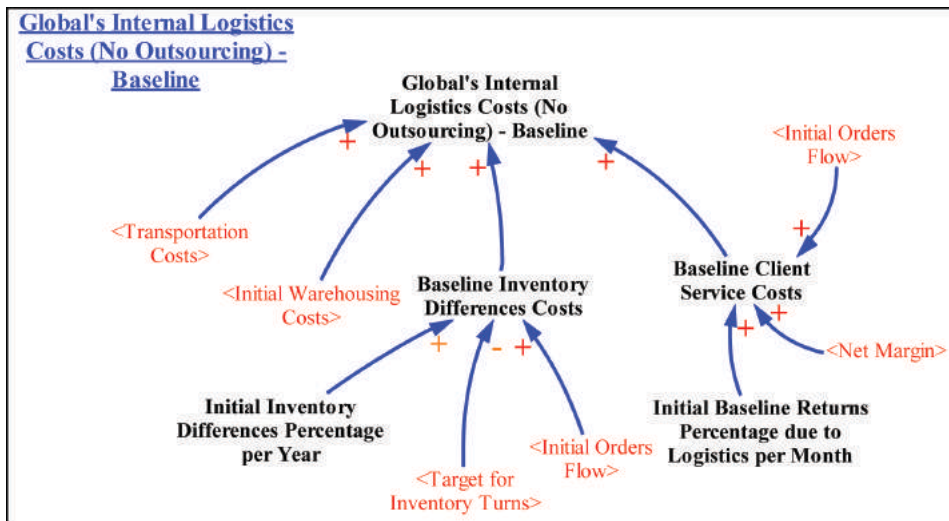 Global's Internal Logistics
Costs (No Outsourcing) -
Baseline
Global's Internal
Logistics Costs (No
Outsourcing) - Baseline
<Initial Orders
Flow>
+
+
+
+
+
<Transportation
Costs>
<Initial Warehousing
Costs>
Baseline Inventory
Differences Costs
Baseline Client
Service Costs
+
-
+
+
+
<Net Margin>
Initial Inventory
Differences Percentage
per Year
<Target for
Inventory Turns>
<Initial Orders
Flow>
Initial Baseline Returns
Percentage due to
Logistics per Month